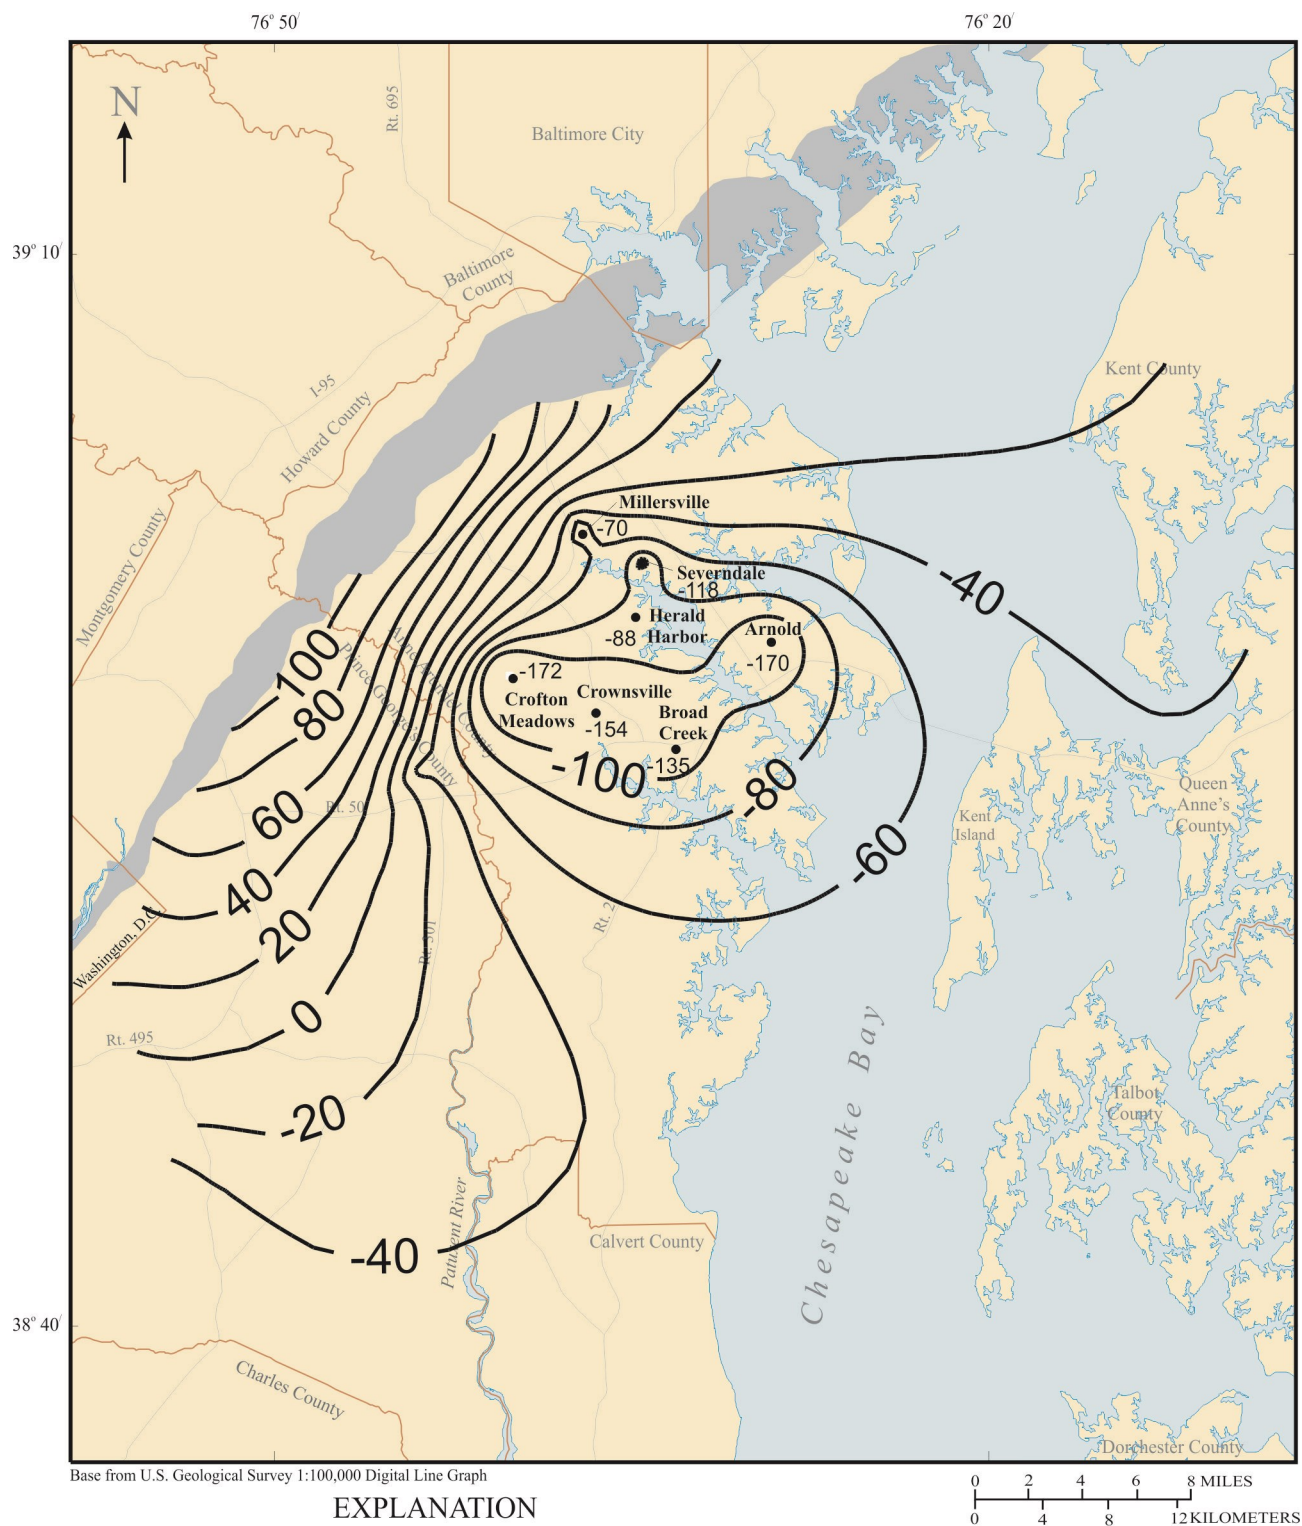 76° 50′
76° 20′
N
Rt. 695
Baltimore City
39° 10′
Baltimore
County
I-95
Howard County
Kent County
Montgomery County
Millersville
-70
Severndale
-118
-40
Herald
Harbor
-88
Arnold
-170
100
80
Anne Arundel County
Prince George's County
-172
Crofton
Meadows
Crownsville
-154
Broad
Creek
-135
-100
-80
60
Rt. 50
Queen
Anne's
County
Kent
Island
-60
40
20
Washington, D.C.
Rt. 301
Rt. 2
0
Rt. 495
-20
Chesapeake Bay
Talbot
County
Patuxent River
Calvert County
-40
38° 40′
Charles County
Dorchester County
Base from U.S. Geological Survey 1:100,000 Digital Line Graph
EXPLANATION
0 2 4 6 8 MILES
0 4 8 12 KILOMETERS